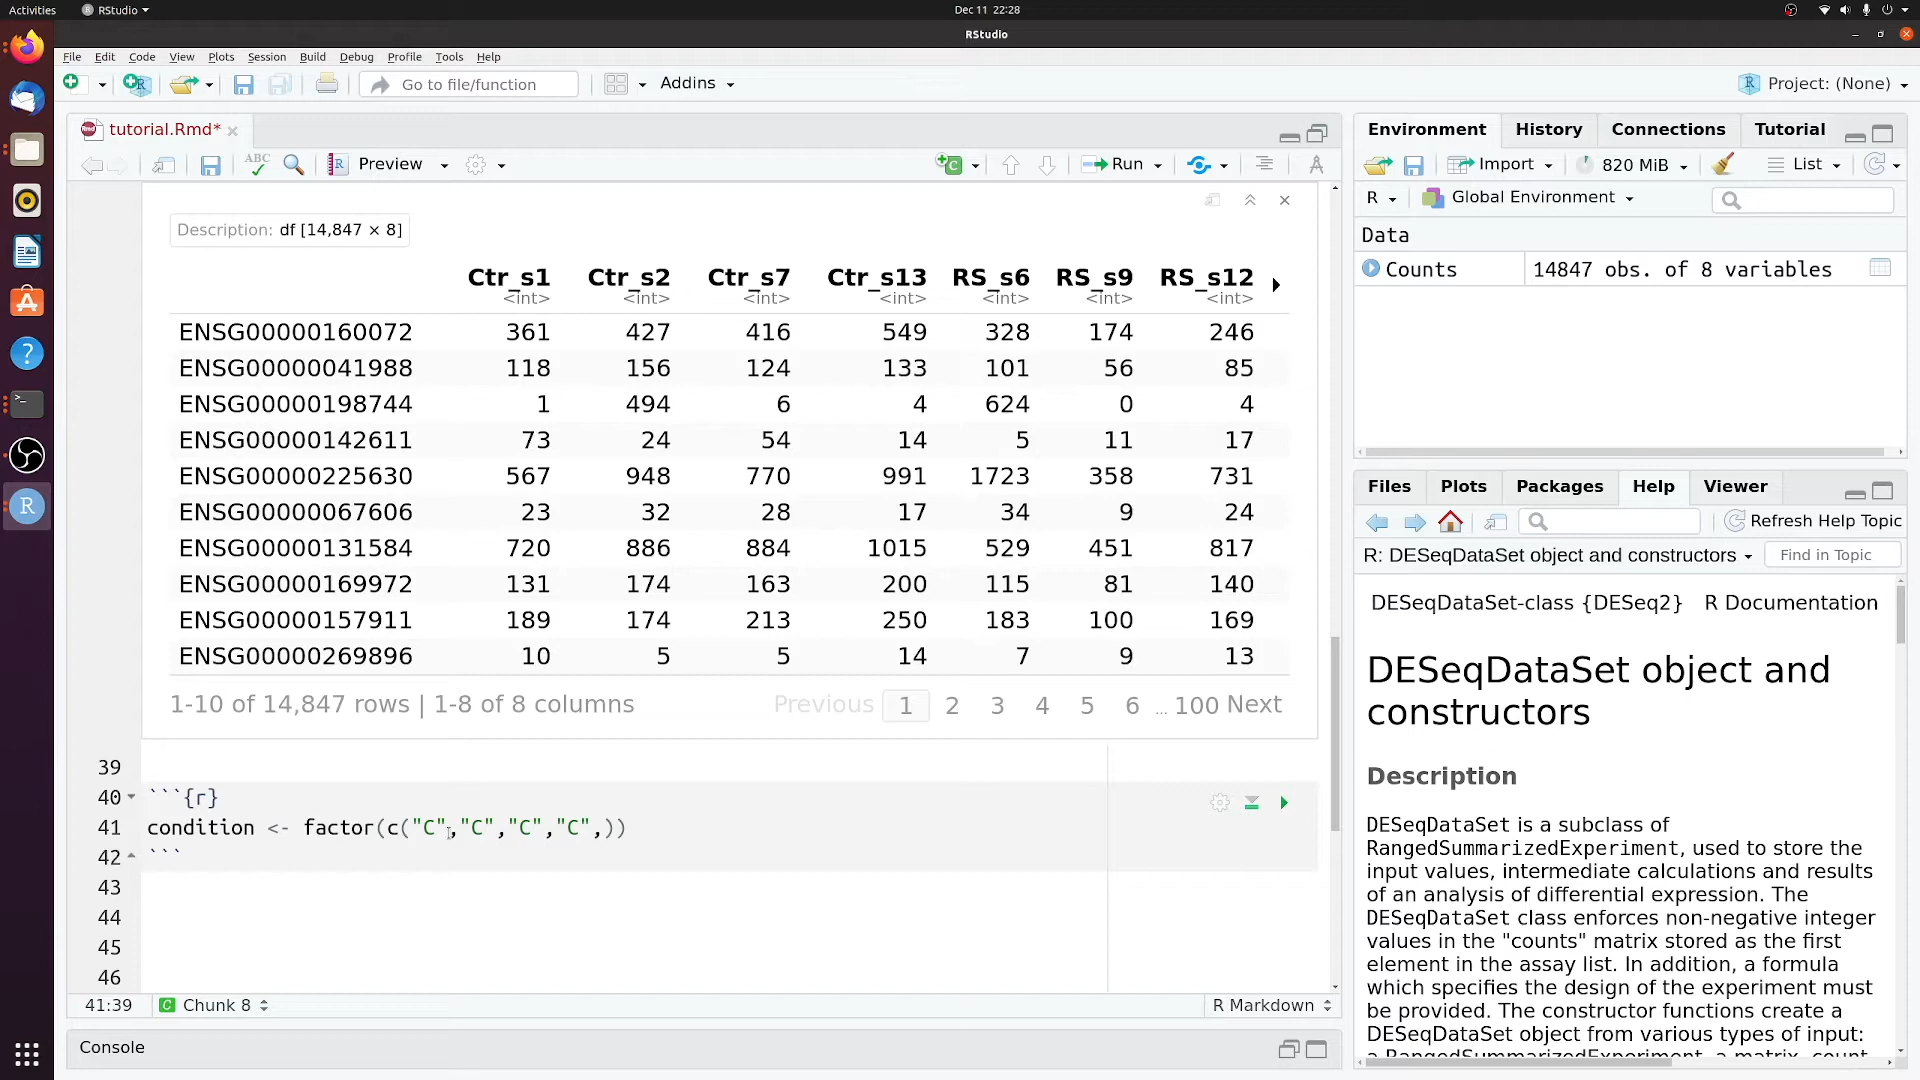 Activities RStudio Dec 11 22:28
RStudio
File Edit Code View Plots Session Build Debug Profile Tools Help
Go to file/function Addins Project: (None)
tutorial.Rmd* Environment History Connections Tutorial
ABC Preview Run Import 820 MiB List
R Global Environment
Description: df [14,847 × 8]
Data
Counts 14847 obs. of 8 variables
Ctr_s1 Ctr_s2 Ctr_s7 Ctr_s13 RS_s6 RS_s9 RS_s12
<int> <int> <int> <int> <int> <int> <int>
ENSG00000160072 361 427 416 549 328 174 246
ENSG00000041988 118 156 124 133 101 56 85
ENSG00000198744 1 494 6 4 624 0 4
ENSG00000142611 73 24 54 14 5 11 17
ENSG00000225630 567 948 770 991 1723 358 731
ENSG00000067606 23 32 28 17 34 9 24
ENSG00000131584 720 886 884 1015 529 451 817
ENSG00000169972 131 174 163 200 115 81 140
ENSG00000157911 189 174 213 250 183 100 169
ENSG00000269896 10 5 5 14 7 9 13
1-10 of 14,847 rows | 1-8 of 8 columns Previous 1 2 3 4 5 6 ... 100 Next
39
40 ```{r}
41 condition <- factor(c("C","C","C","C",))
42 ```
43
44
45
46
41:39 Chunk 8 R Markdown
Console
Files Plots Packages Help Viewer
Refresh Help Topic
R: DESeqDataSet object and constructors Find in Topic
DESeqDataSet-class {DESeq2} R Documentation
DESeqDataSet object and
constructors
Description
DESeqDataSet is a subclass of
RangedSummarizedExperiment, used to store the
input values, intermediate calculations and results
of an analysis of differential expression. The
DESeqDataSet class enforces non-negative integer
values in the "counts" matrix stored as the first
element in the assay list. In addition, a formula
which specifies the design of the experiment must
be provided. The constructor functions create a
DESeqDataSet object from various types of input:
a RangedSummarizedExperiment, a matrix, count